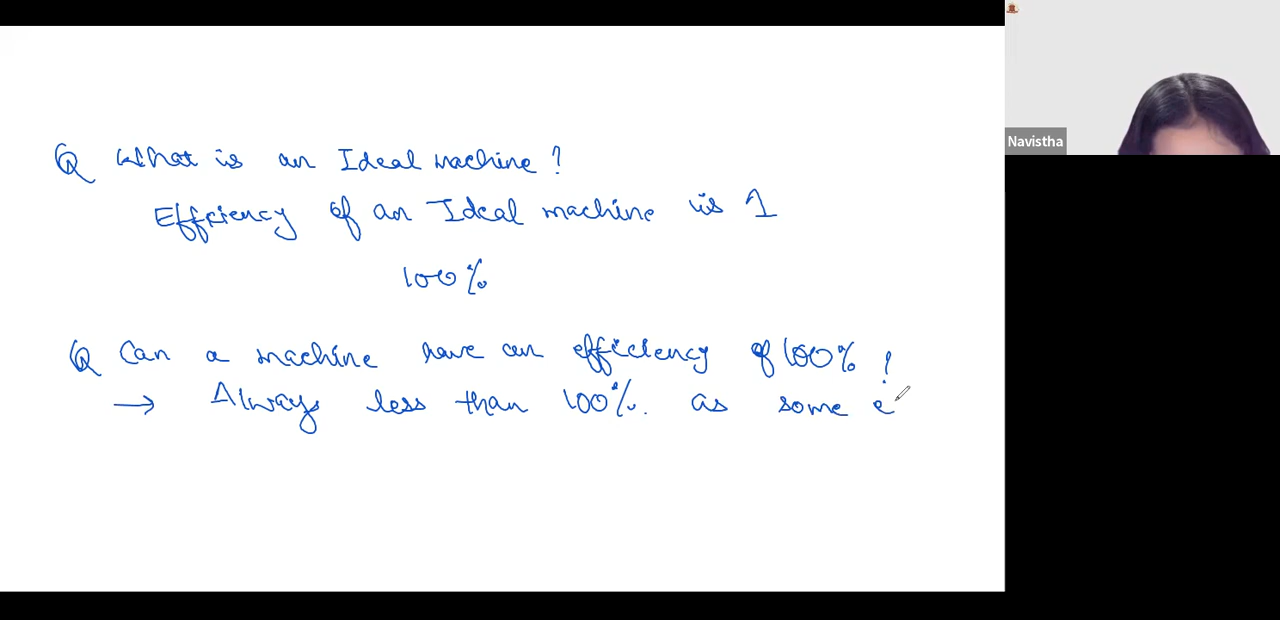 Q What is an Ideal machine ?
Efficiency of an Ideal machine is 1
100%
Q Can a machine have an efficiency of 100% ?
→ Always less than 100%. as some e
Navistha